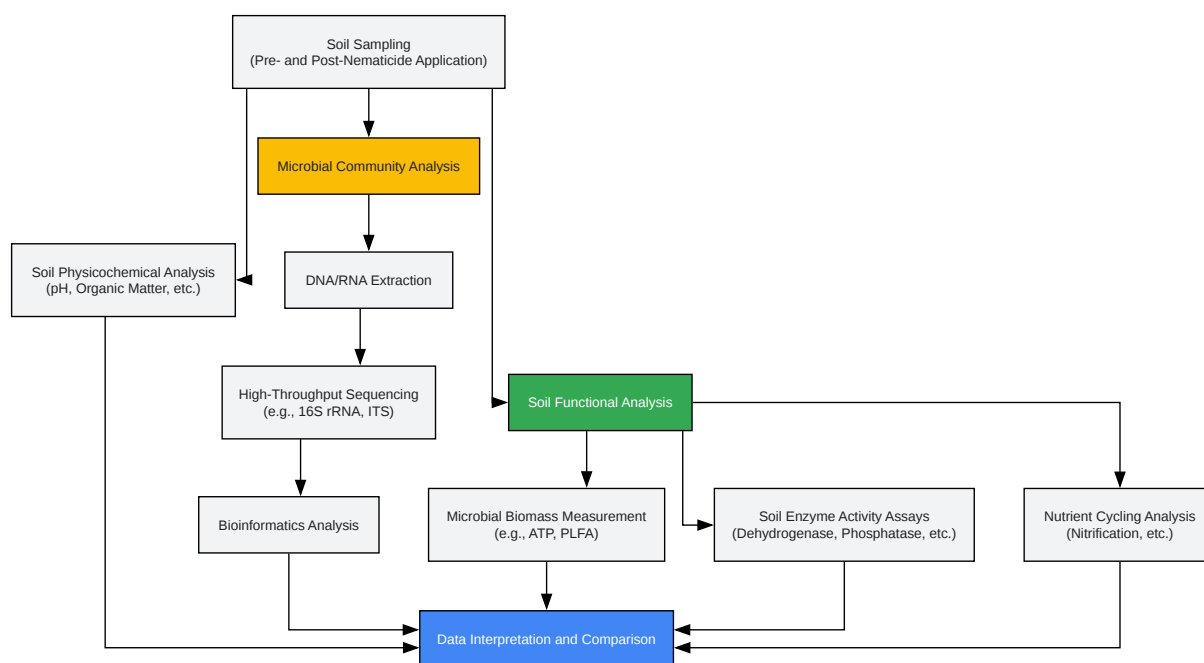 Soil Sampling
(Pre- and Post-Nematicide Application)
Microbial Community Analysis
Soil Physicochemical Analysis
(pH, Organic Matter, etc.)
DNA/RNA Extraction
High-Throughput Sequencing
(e.g., 16S rRNA, ITS)
Soil Functional Analysis
Bioinformatics Analysis
Microbial Biomass Measurement
(e.g., ATP, PLFA)
Soil Enzyme Activity Assays
(Dehydrogenase, Phosphatase, etc.)
Nutrient Cycling Analysis
(Nitrification, etc.)
Data Interpretation and Comparison